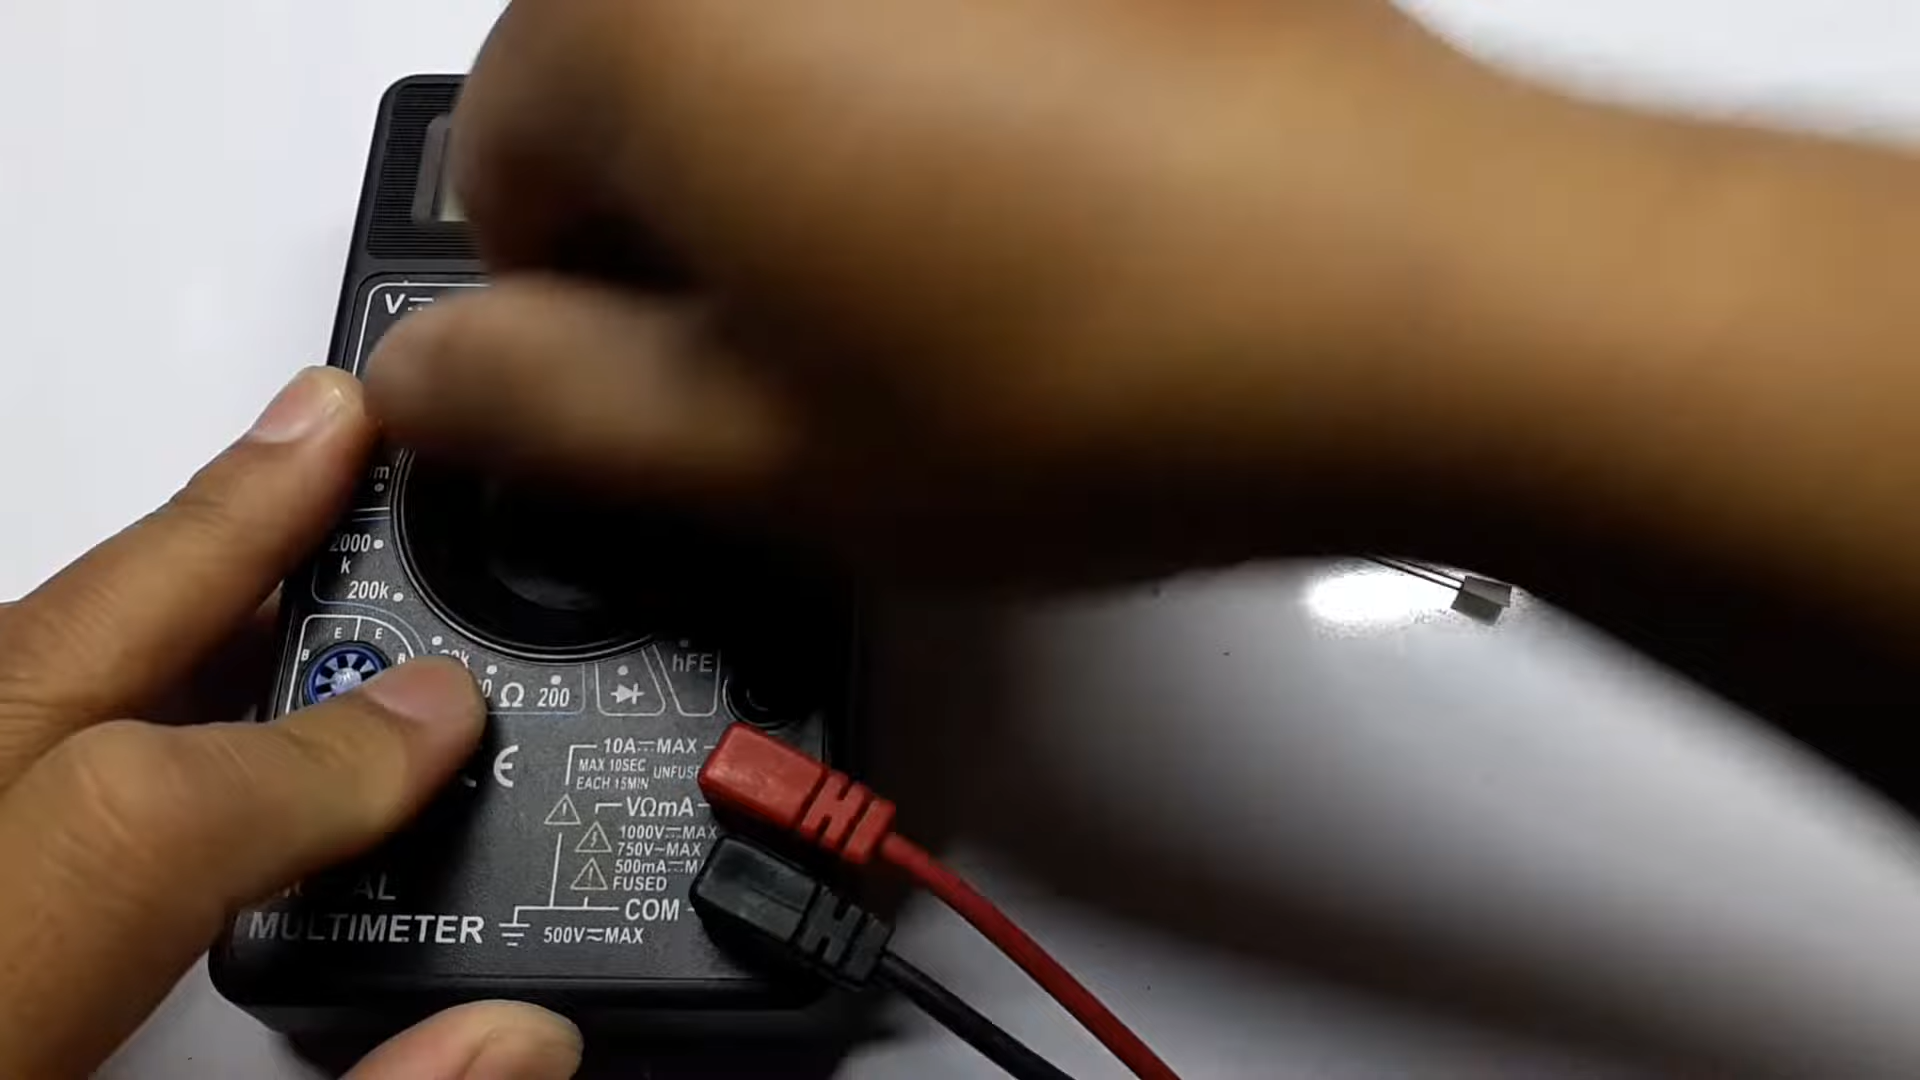 V
m
2000
k
200k
E E
B B
Ω 200
hFE
10A MAX
MAX 10SEC
EACH 15MIN
VΩmA
1000V MAX
750V~MAX
500mA
FUSED
COM
MULTIMETER
500V MAX